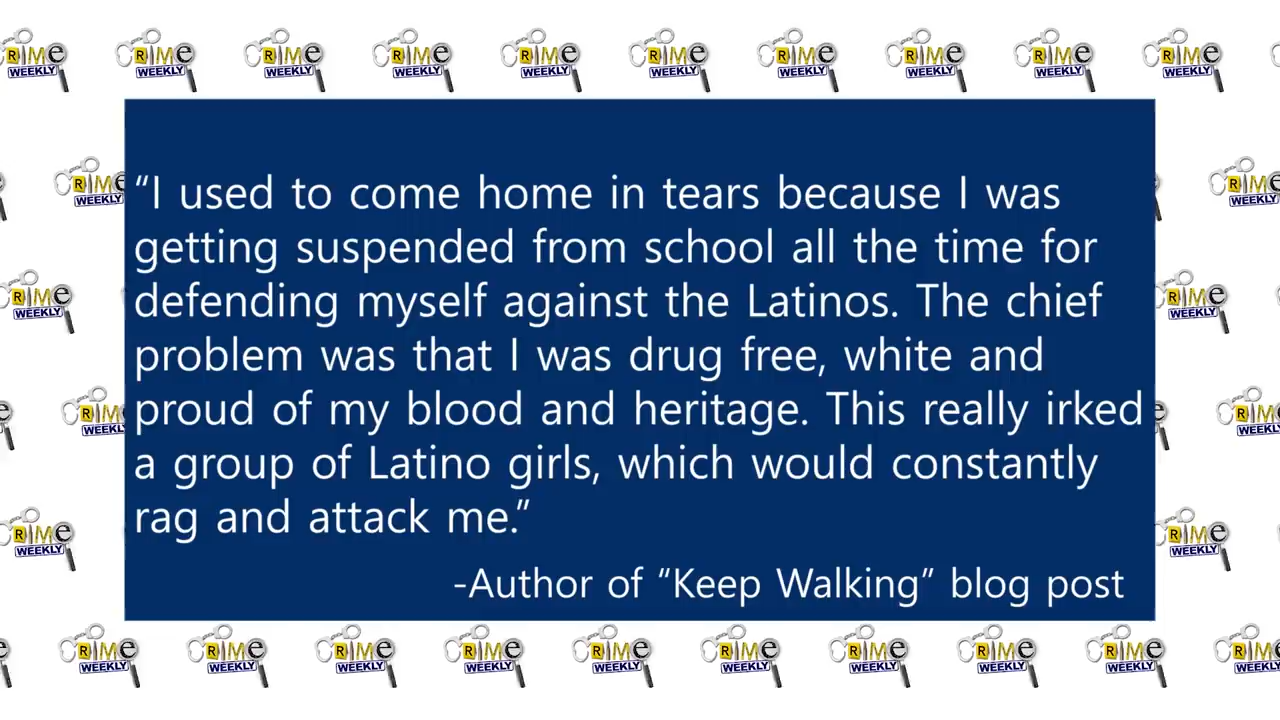 “I used to come home in tears because I was
getting suspended from school all the time for
defending myself against the Latinos. The chief
problem was that I was drug free, white and
proud of my blood and heritage. This really irked
a group of Latino girls, which would constantly
rag and attack me.”
-Author of “Keep Walking” blog post
CRIMe WEEKLY